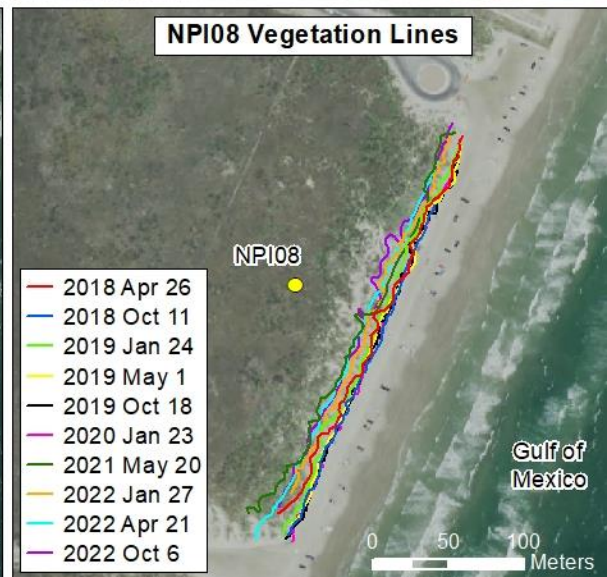 NPI08 Vegetation Lines
NPI08
2018 Apr 26
2018 Oct 11
2019 Jan 24
2019 May 1
2019 Oct 18
2020 Jan 23
2021 May 20
2022 Jan 27
2022 Apr 21
2022 Oct 6
Gulf of
Mexico
0 50 100
Meters